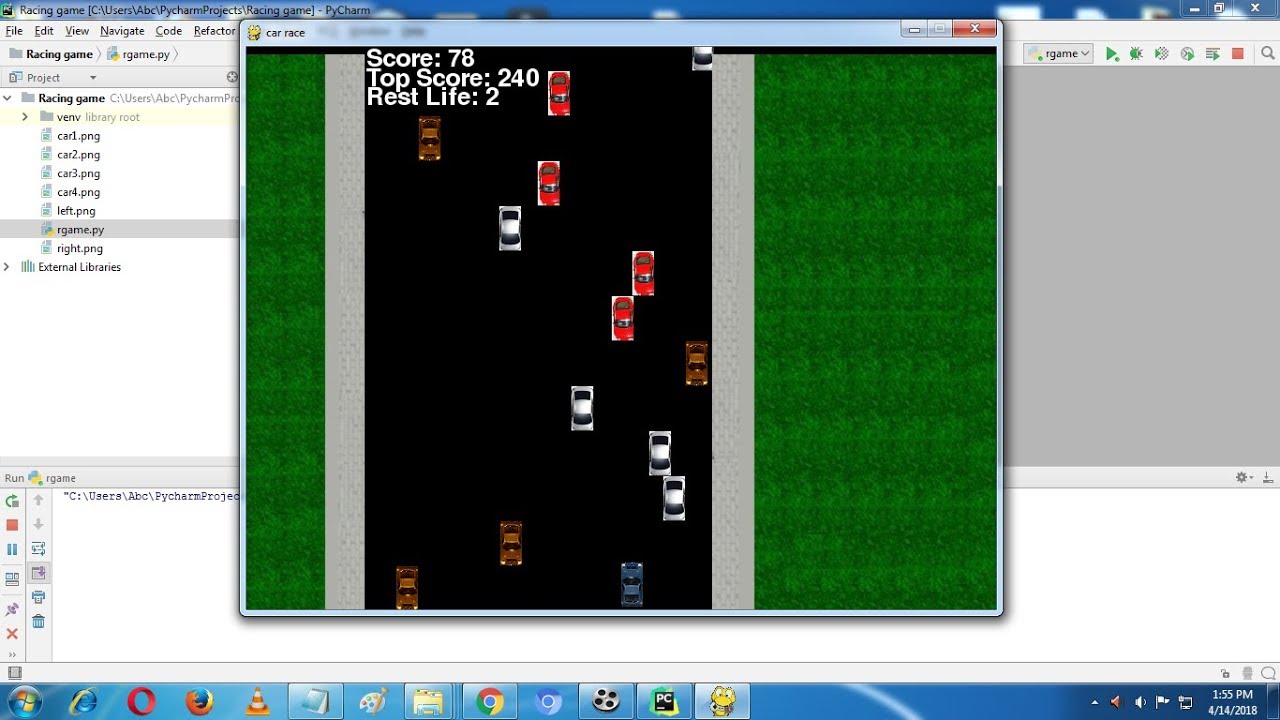 Racing game [C:\Users\Abc\PycharmProjects\Racing game] - PyCharm
File Edit View Navigate Code Refactor
car race
Racing game rgame.py
rgame
Score: 78
Top Score: 240
Rest Life: 2
Project
Racing game C:\Users\Abc\PycharmPro
venv library root
car1.png
car2.png
car3.png
car4.png
left.png
rgame.py
right.png
External Libraries
Run rgame
"C:\Users\Abc\PycharmProjec
PC
1:55 PM
4/14/2018